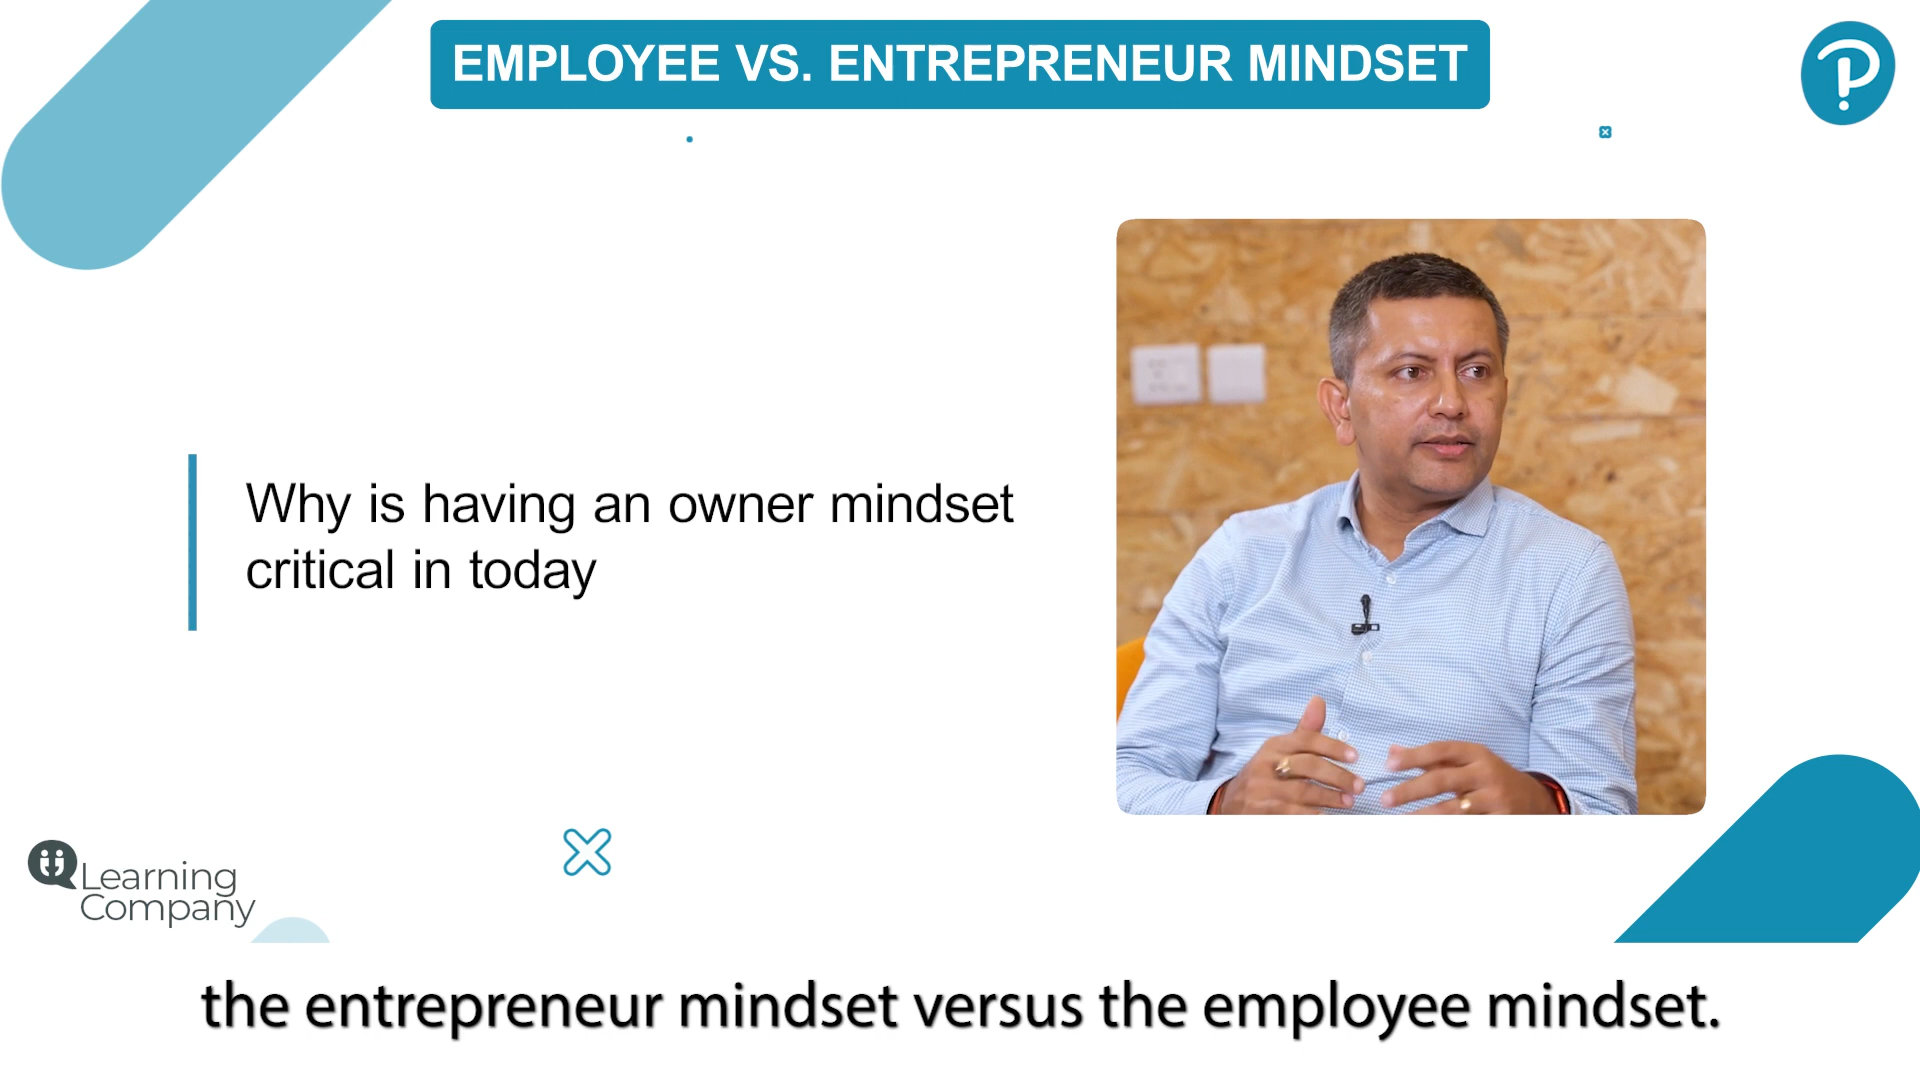 EMPLOYEE VS. ENTREPRENEUR MINDSET
Why is having an owner mindset
critical in today
Learning
Company
the entrepreneur mindset versus the employee mindset.